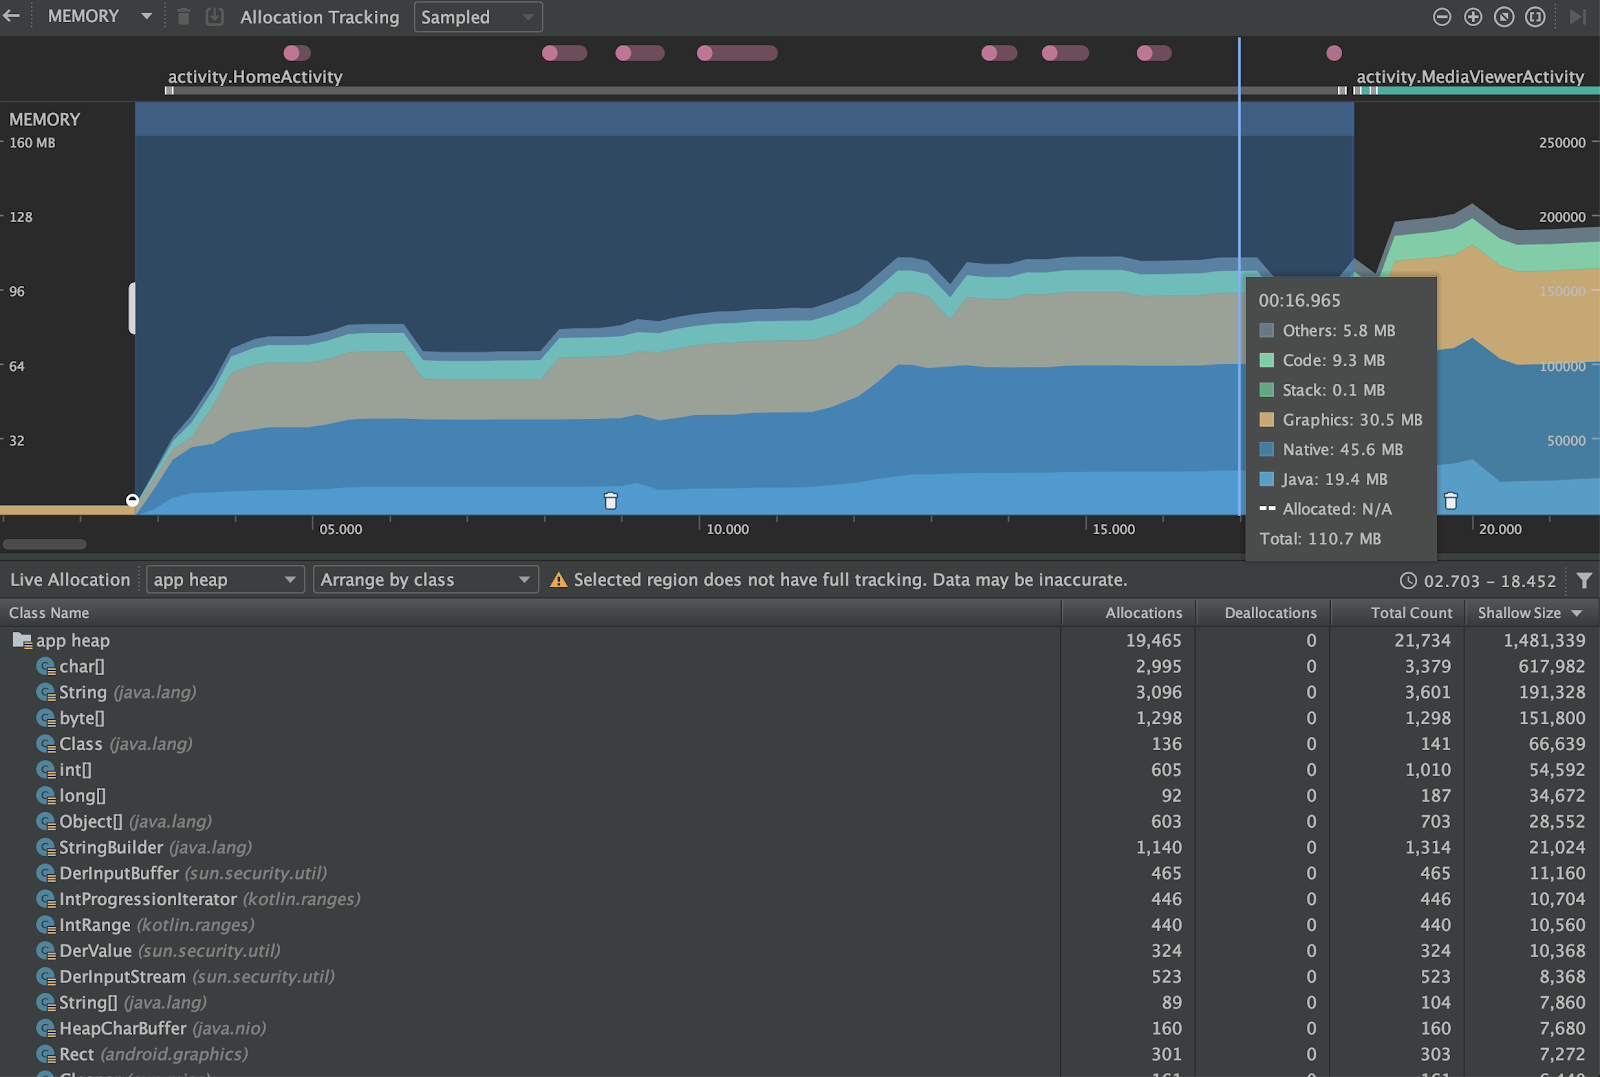 MEMORY Allocation Tracking Sampled
activity.HomeActivity activity.MediaViewerActivity
MEMORY
160 MB 250000
128 200000
96 150000
64 100000
32 50000
00:16.965
Others: 5.8 MB
Code: 9.3 MB
Stack: 0.1 MB
Graphics: 30.5 MB
Native: 45.6 MB
Java: 19.4 MB
Allocated: N/A
Total: 110.7 MB
05.000 10.000 15.000 20.000
Live Allocation app heap Arrange by class Selected region does not have full tracking. Data may be inaccurate. 02.703 - 18.452
Class Name Allocations Deallocations Total Count Shallow Size
app heap 19,465 0 21,734 1,481,339
char[] 2,995 0 3,379 617,982
String (java.lang) 3,096 0 3,601 191,328
byte[] 1,298 0 1,298 151,800
Class (java.lang) 136 0 141 66,639
int[] 605 0 1,010 54,592
long[] 92 0 187 34,672
Object[] (java.lang) 603 0 703 28,552
StringBuilder (java.lang) 1,140 0 1,314 21,024
DerInputBuffer (sun.security.util) 465 0 465 11,160
IntProgressionIterator (kotlin.ranges) 446 0 446 10,704
IntRange (kotlin.ranges) 440 0 440 10,560
DerValue (sun.security.util) 324 0 324 10,368
DerInputStream (sun.security.util) 523 0 523 8,368
String[] (java.lang) 89 0 104 7,860
HeapCharBuffer (java.nio) 160 0 160 7,680
Rect (android.graphics) 301 0 303 7,272